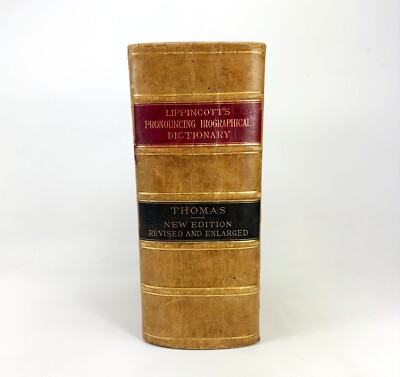 LIPPINCOTT'S
PRONOUNCING BIOGRAPHICAL
DICTIONARY
THOMAS
NEW EDITION
REVISED AND ENLARGED